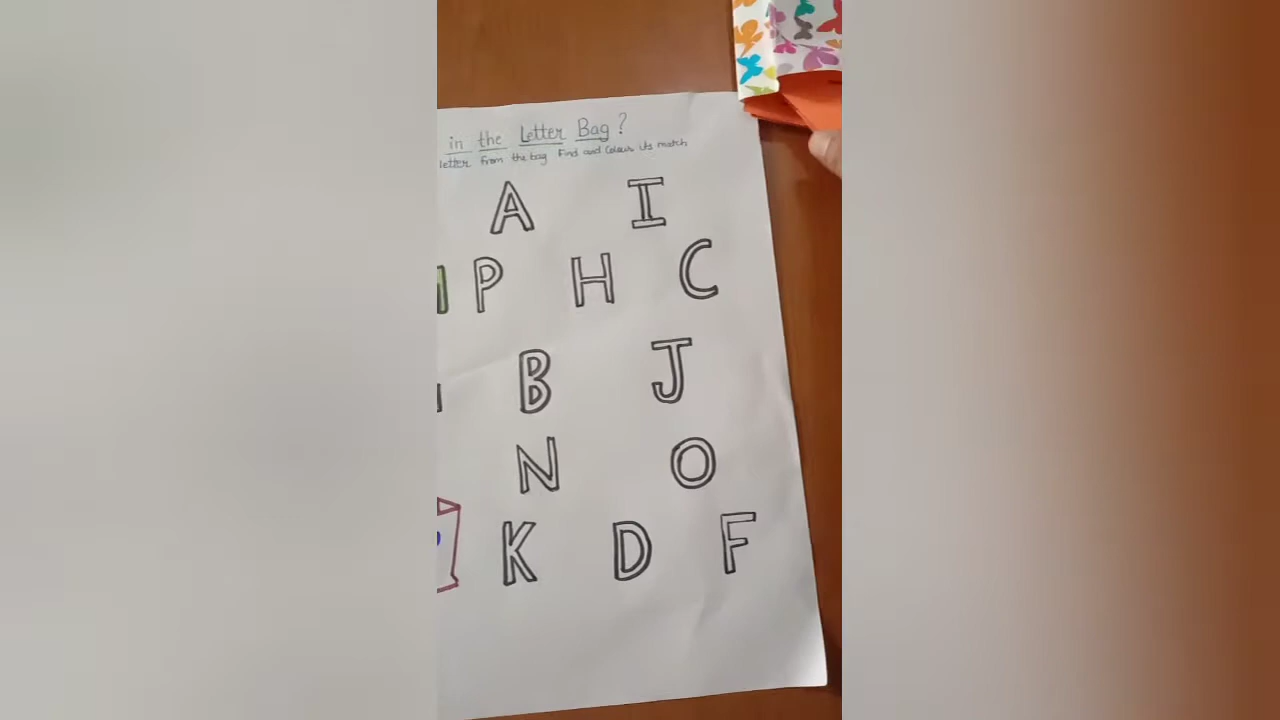 in the Letter Bag?
letter from the bag Find and Colour its match
A I
P H C
B J
N O
K D F